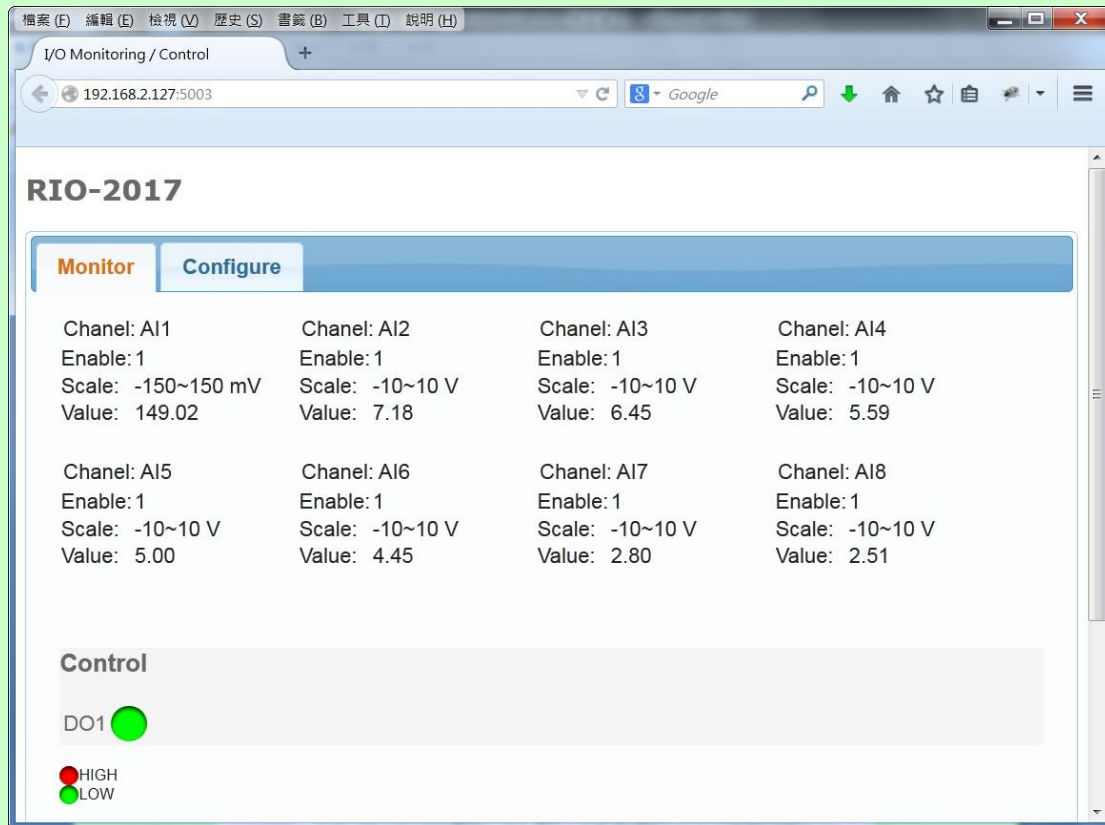 檔案(F) 編輯(E) 檢視(V) 歷史(S) 書籤(B) 工具(T) 說明(H)
I/O Monitoring / Control
192.168.2.127:5003
8 Google
RIO-2017
Monitor Configure
Chanel: AI1 Chanel: AI2 Chanel: AI3 Chanel: AI4
Enable: 1 Enable: 1 Enable: 1 Enable: 1
Scale: -150~150 mV Scale: -10~10 V Scale: -10~10 V Scale: -10~10 V
Value: 149.02 Value: 7.18 Value: 6.45 Value: 5.59
Chanel: AI5 Chanel: AI6 Chanel: AI7 Chanel: AI8
Enable: 1 Enable: 1 Enable: 1 Enable: 1
Scale: -10~10 V Scale: -10~10 V Scale: -10~10 V Scale: -10~10 V
Value: 5.00 Value: 4.45 Value: 2.80 Value: 2.51
Control
DO1
HIGH
LOW